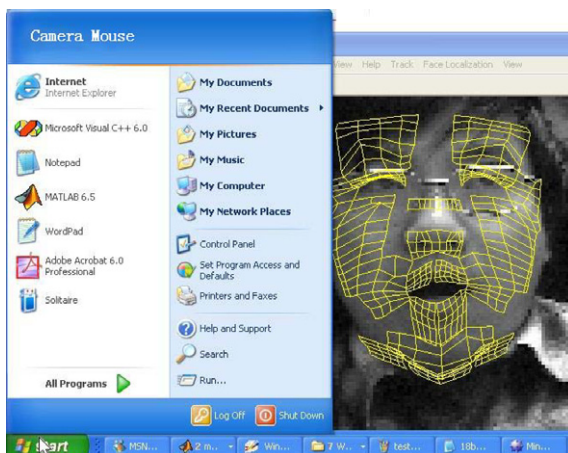 Camera Mouse
View Help Track Face Localization View
Internet
Internet Explorer
Microsoft Visual C++ 6.0
Notepad
MATLAB 6.5
WordPad
Adobe Acrobat 6.0
Professional
Solitaire
All Programs
My Documents
My Recent Documents
My Pictures
My Music
My Computer
My Network Places
Control Panel
Set Program Access and
Defaults
Printers and Faxes
Help and Support
Search
Run...
Log Off Shut Down
start MSN... 2 m... Win... 7 W... test... 18b... Min...